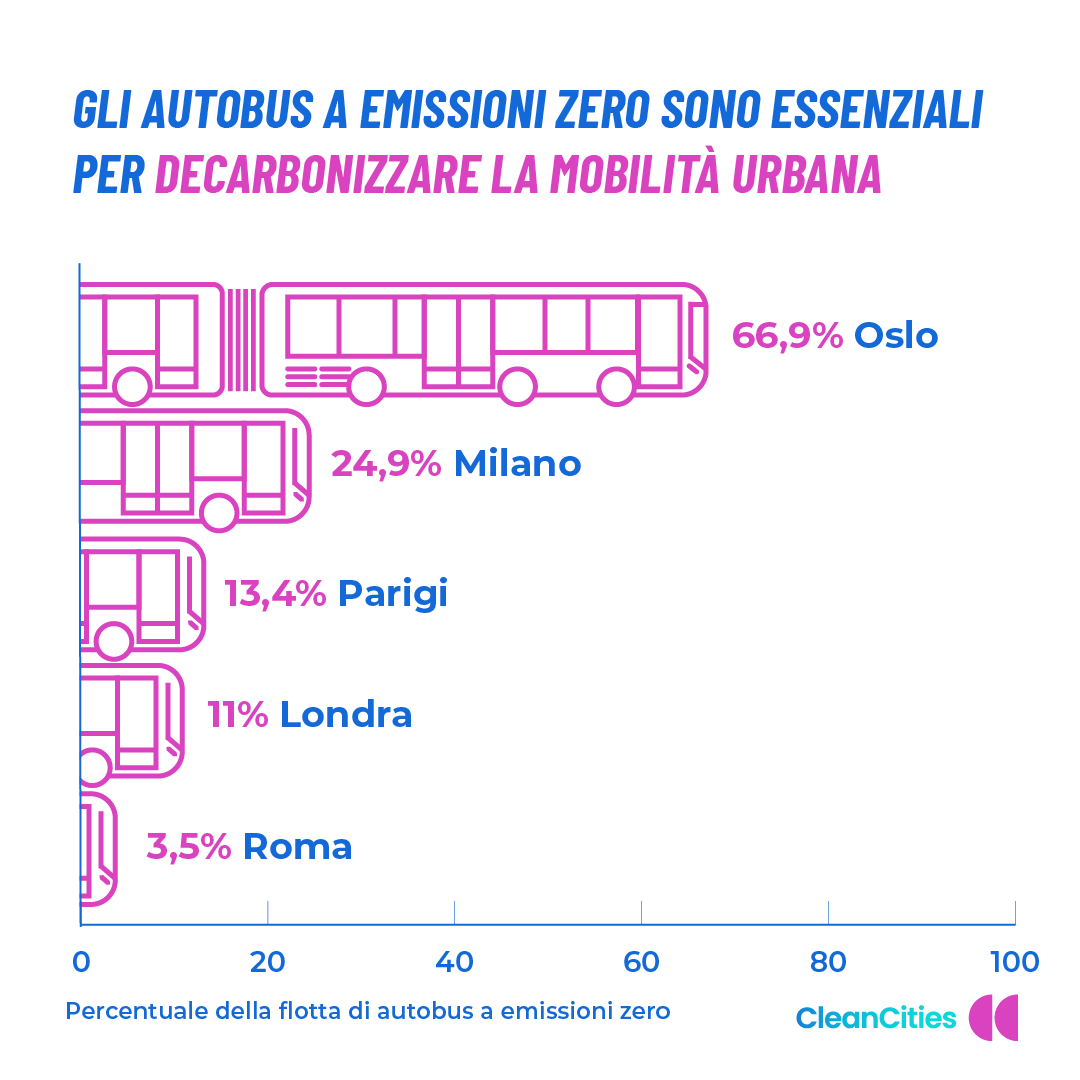 GLI AUTOBUS A EMISSIONI ZERO SONO ESSENZIALI
PER DECARBONIZZARE LA MOBILITÀ URBANA
66,9% Oslo
24,9% Milano
13,4% Parigi
11% Londra
3,5% Roma
0 20 40 60 80 100
Percentuale della flotta di autobus a emissioni zero
CleanCities